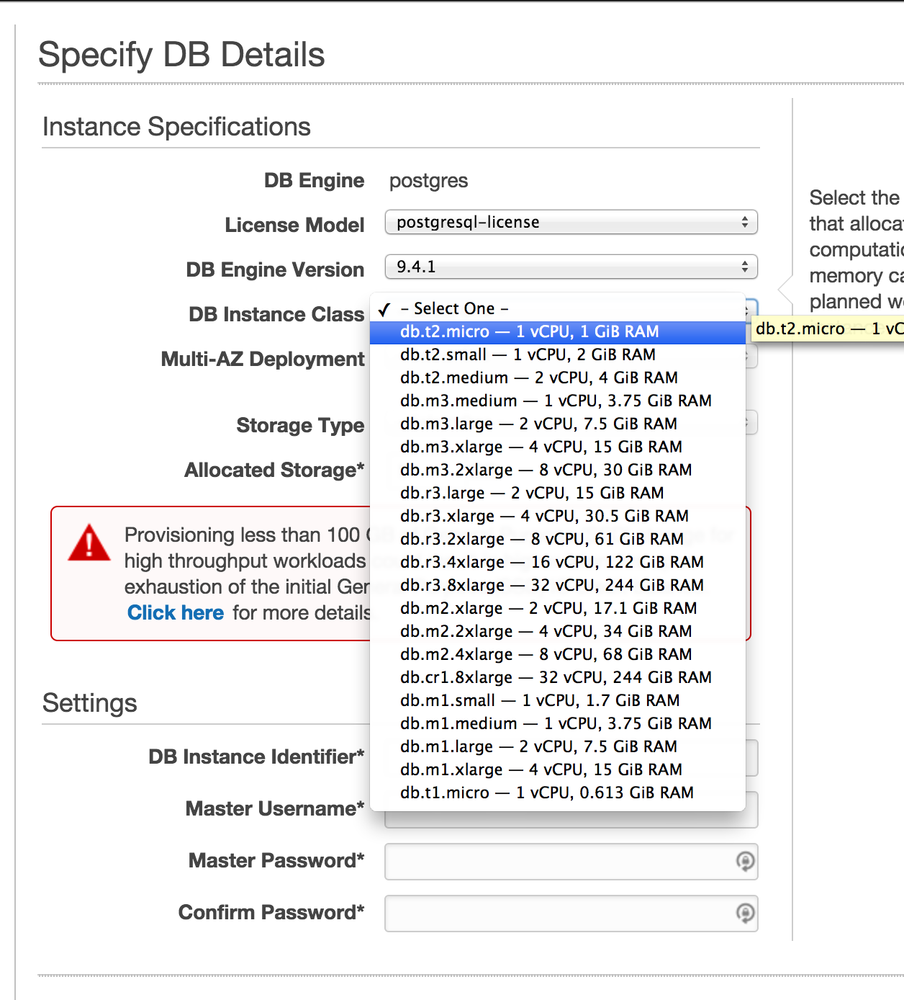 Specify DB Details
Instance Specifications
DB Engine postgres
License Model postgresql-license
DB Engine Version 9.4.1
DB Instance Class
- Select One -
db.t2.micro — 1 vCPU, 1 GiB RAM
db.t2.small — 1 vCPU, 2 GiB RAM
db.t2.medium — 2 vCPU, 4 GiB RAM
db.m3.medium — 1 vCPU, 3.75 GiB RAM
db.m3.large — 2 vCPU, 7.5 GiB RAM
db.m3.xlarge — 4 vCPU, 15 GiB RAM
db.m3.2xlarge — 8 vCPU, 30 GiB RAM
db.r3.large — 2 vCPU, 15 GiB RAM
db.r3.xlarge — 4 vCPU, 30.5 GiB RAM
db.r3.2xlarge — 8 vCPU, 61 GiB RAM
db.r3.4xlarge — 16 vCPU, 122 GiB RAM
db.r3.8xlarge — 32 vCPU, 244 GiB RAM
db.m2.xlarge — 2 vCPU, 17.1 GiB RAM
db.m2.2xlarge — 4 vCPU, 34 GiB RAM
db.m2.4xlarge — 8 vCPU, 68 GiB RAM
db.cr1.8xlarge — 32 vCPU, 244 GiB RAM
db.m1.small — 1 vCPU, 1.7 GiB RAM
db.m1.medium — 1 vCPU, 3.75 GiB RAM
db.m1.large — 2 vCPU, 7.5 GiB RAM
db.m1.xlarge — 4 vCPU, 15 GiB RAM
db.t1.micro — 1 vCPU, 0.613 GiB RAM
Multi-AZ Deployment
Storage Type
Allocated Storage*
Provisioning less than 100
high throughput workloads
exhaustion of the initial
Click here for more details
Settings
DB Instance Identifier*
Master Username*
Master Password*
Confirm Password*
Select the
that
memory
planned
db.t2.micro — 1